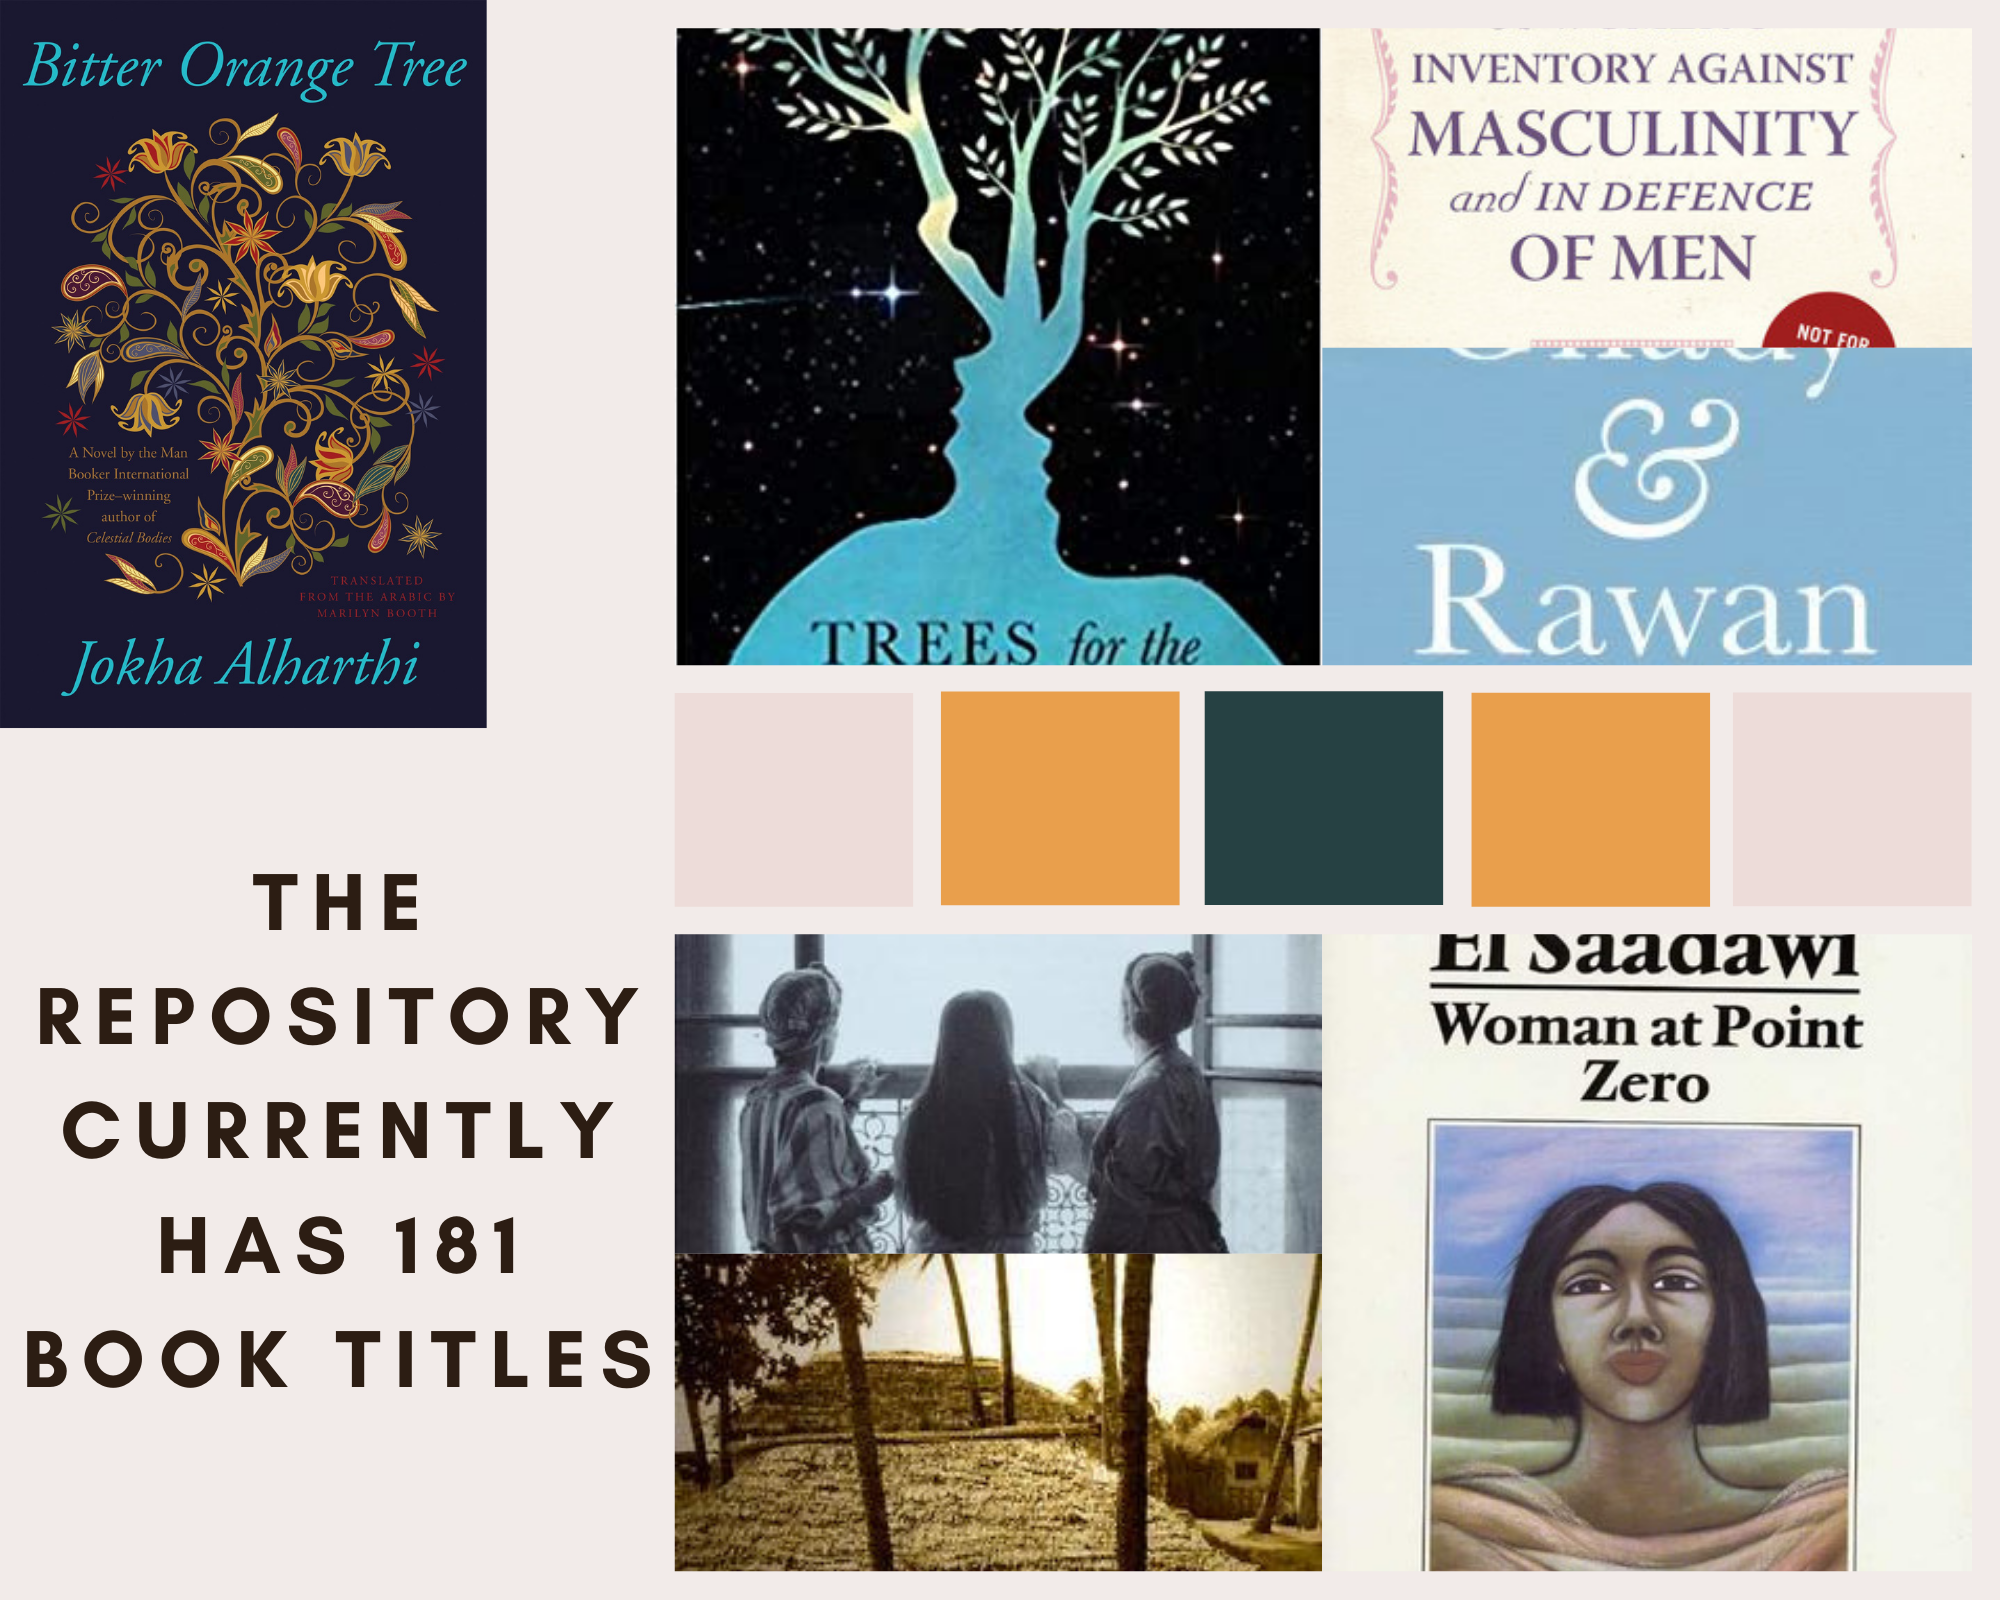 Bitter Orange Tree
A Novel by the Man
Booker International
Prize–winning
author of
Celestial Bodies
TRANSLATED
FROM THE ARABIC BY
MARILYN BOOTH
Jokha Alharthi
THE
REPOSITORY
CURRENTLY
HAS 181
BOOK TITLES
TREES for the
INVENTORY AGAINST
MASCULINITY
and IN DEFENCE
OF MEN
NOT FOR
&
Rawan
El Saadawi
Woman at Point
Zero